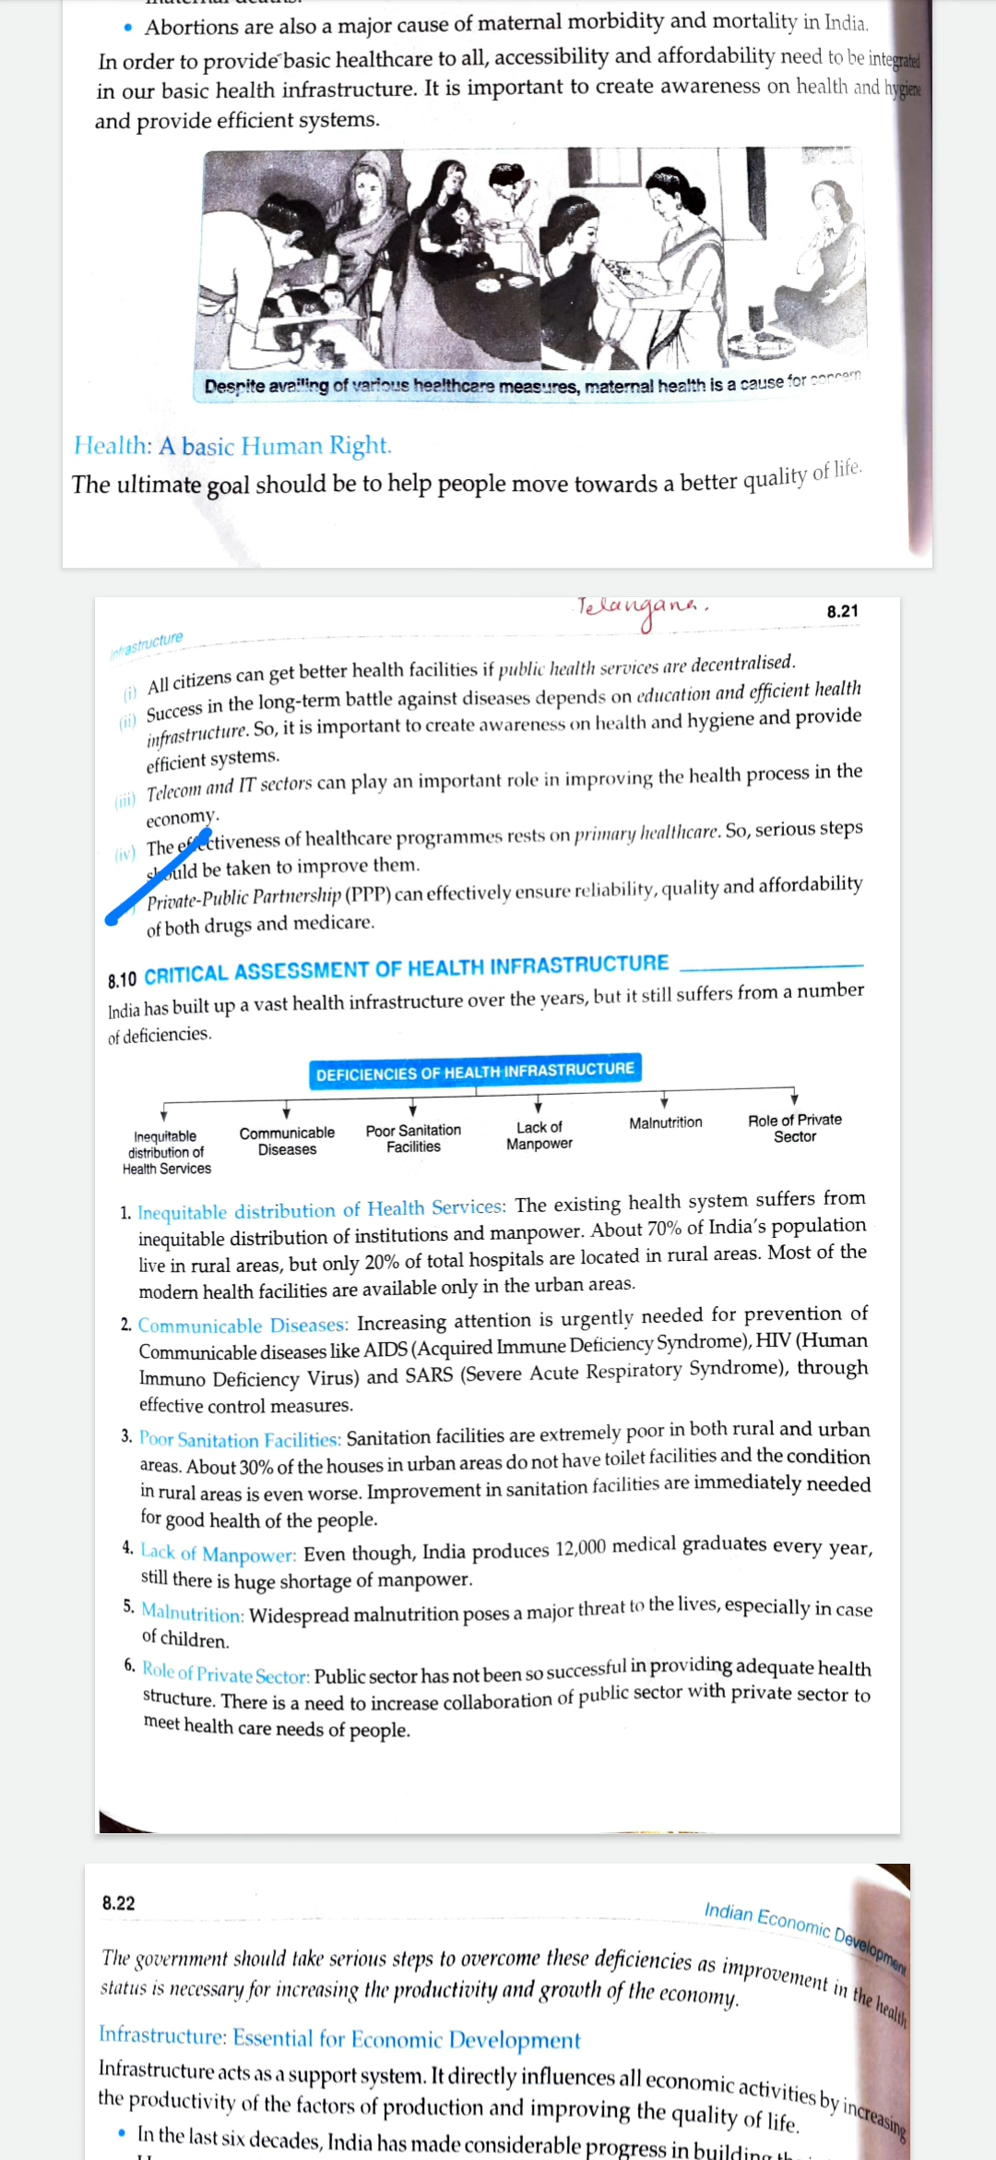 • Abortions are also a major cause of maternal morbidity and mortality in India.
In order to provide basic healthcare to all, accessibility and affordability need to be integrated
in our basic health infrastructure. It is important to create awareness on health and hygiene
and provide efficient systems.
Despite availing of various healthcare measures, maternal health is a cause for concern
Health: A basic Human Right.
The ultimate goal should be to help people move towards a better quality of life.
Telangana.
8.21
Infrastructure
(i) All citizens can get better health facilities if public health services are decentralised.
(ii) Success in the long-term battle against diseases depends on education and efficient health
infrastructure. So, it is important to create awareness on health and hygiene and provide
efficient systems.
(iii) Telecom and IT sectors can play an important role in improving the health process in the
economy.
(iv) The effectiveness of healthcare programmes rests on primary healthcare. So, serious steps
should be taken to improve them.
Private-Public Partnership (PPP) can effectively ensure reliability, quality and affordability
of both drugs and medicare.
8.10 CRITICAL ASSESSMENT OF HEALTH INFRASTRUCTURE
India has built up a vast health infrastructure over the years, but it still suffers from a number
of deficiencies.
DEFICIENCIES OF HEALTH INFRASTRUCTURE
Inequitable
distribution of
Health Services
Communicable
Diseases
Poor Sanitation
Facilities
Lack of
Manpower
Malnutrition
Role of Private
Sector
1. Inequitable distribution of Health Services: The existing health system suffers from
inequitable distribution of institutions and manpower. About 70% of India's population
live in rural areas, but only 20% of total hospitals are located in rural areas. Most of the
modern health facilities are available only in the urban areas.
2. Communicable Diseases: Increasing attention is urgently needed for prevention of
Communicable diseases like AIDS (Acquired Immune Deficiency Syndrome), HIV (Human
Immuno Deficiency Virus) and SARS (Severe Acute Respiratory Syndrome), through
effective control measures.
3. Poor Sanitation Facilities: Sanitation facilities are extremely poor in both rural and urban
areas. About 30% of the houses in urban areas do not have toilet facilities and the condition
in rural areas is even worse. Improvement in sanitation facilities are immediately needed
for good health of the people.
4. Lack of Manpower: Even though, India produces 12,000 medical graduates every year,
still there is huge shortage of manpower.
5. Malnutrition: Widespread malnutrition poses a major threat to the lives, especially in case
of children.
6. Role of Private Sector: Public sector has not been so successful in providing adequate health
structure. There is a need to increase collaboration of public sector with private sector to
meet health care needs of people.
8.22
Indian Economic Development
The government should take serious steps to overcome these deficiencies as improvement in the health
status is necessary for increasing the productivity and growth of the economy.
Infrastructure: Essential for Economic Development
Infrastructure acts as a support system. It directly influences all economic activities by increasing
the productivity of the factors of production and improving the quality of life.
• In the last six decades, India has made considerable progress in building